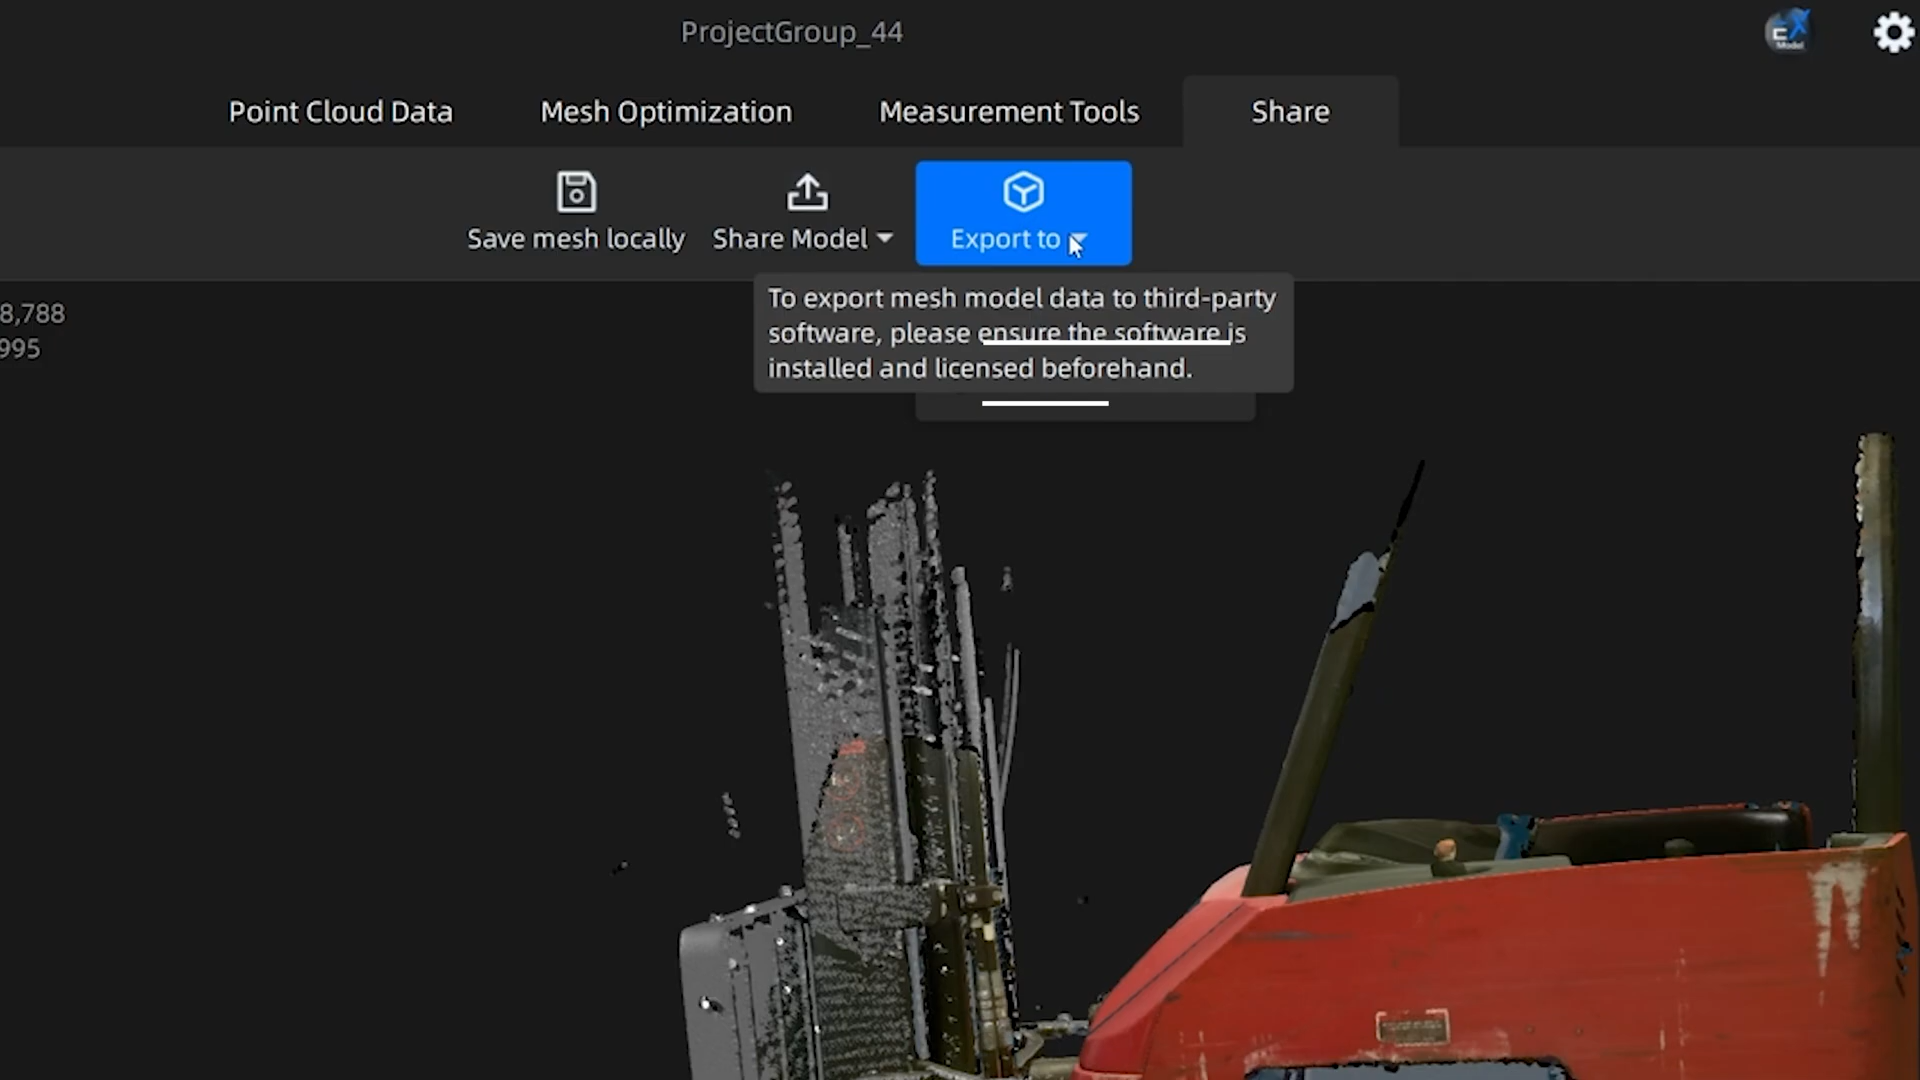 ProjectGroup_44
Model
Point Cloud Data
Mesh Optimization
Measurement Tools
Share
Save mesh locally
Share Model
Export to
8,788
995
To export mesh model data to third-party
software, please ensure the software is
installed and licensed beforehand.